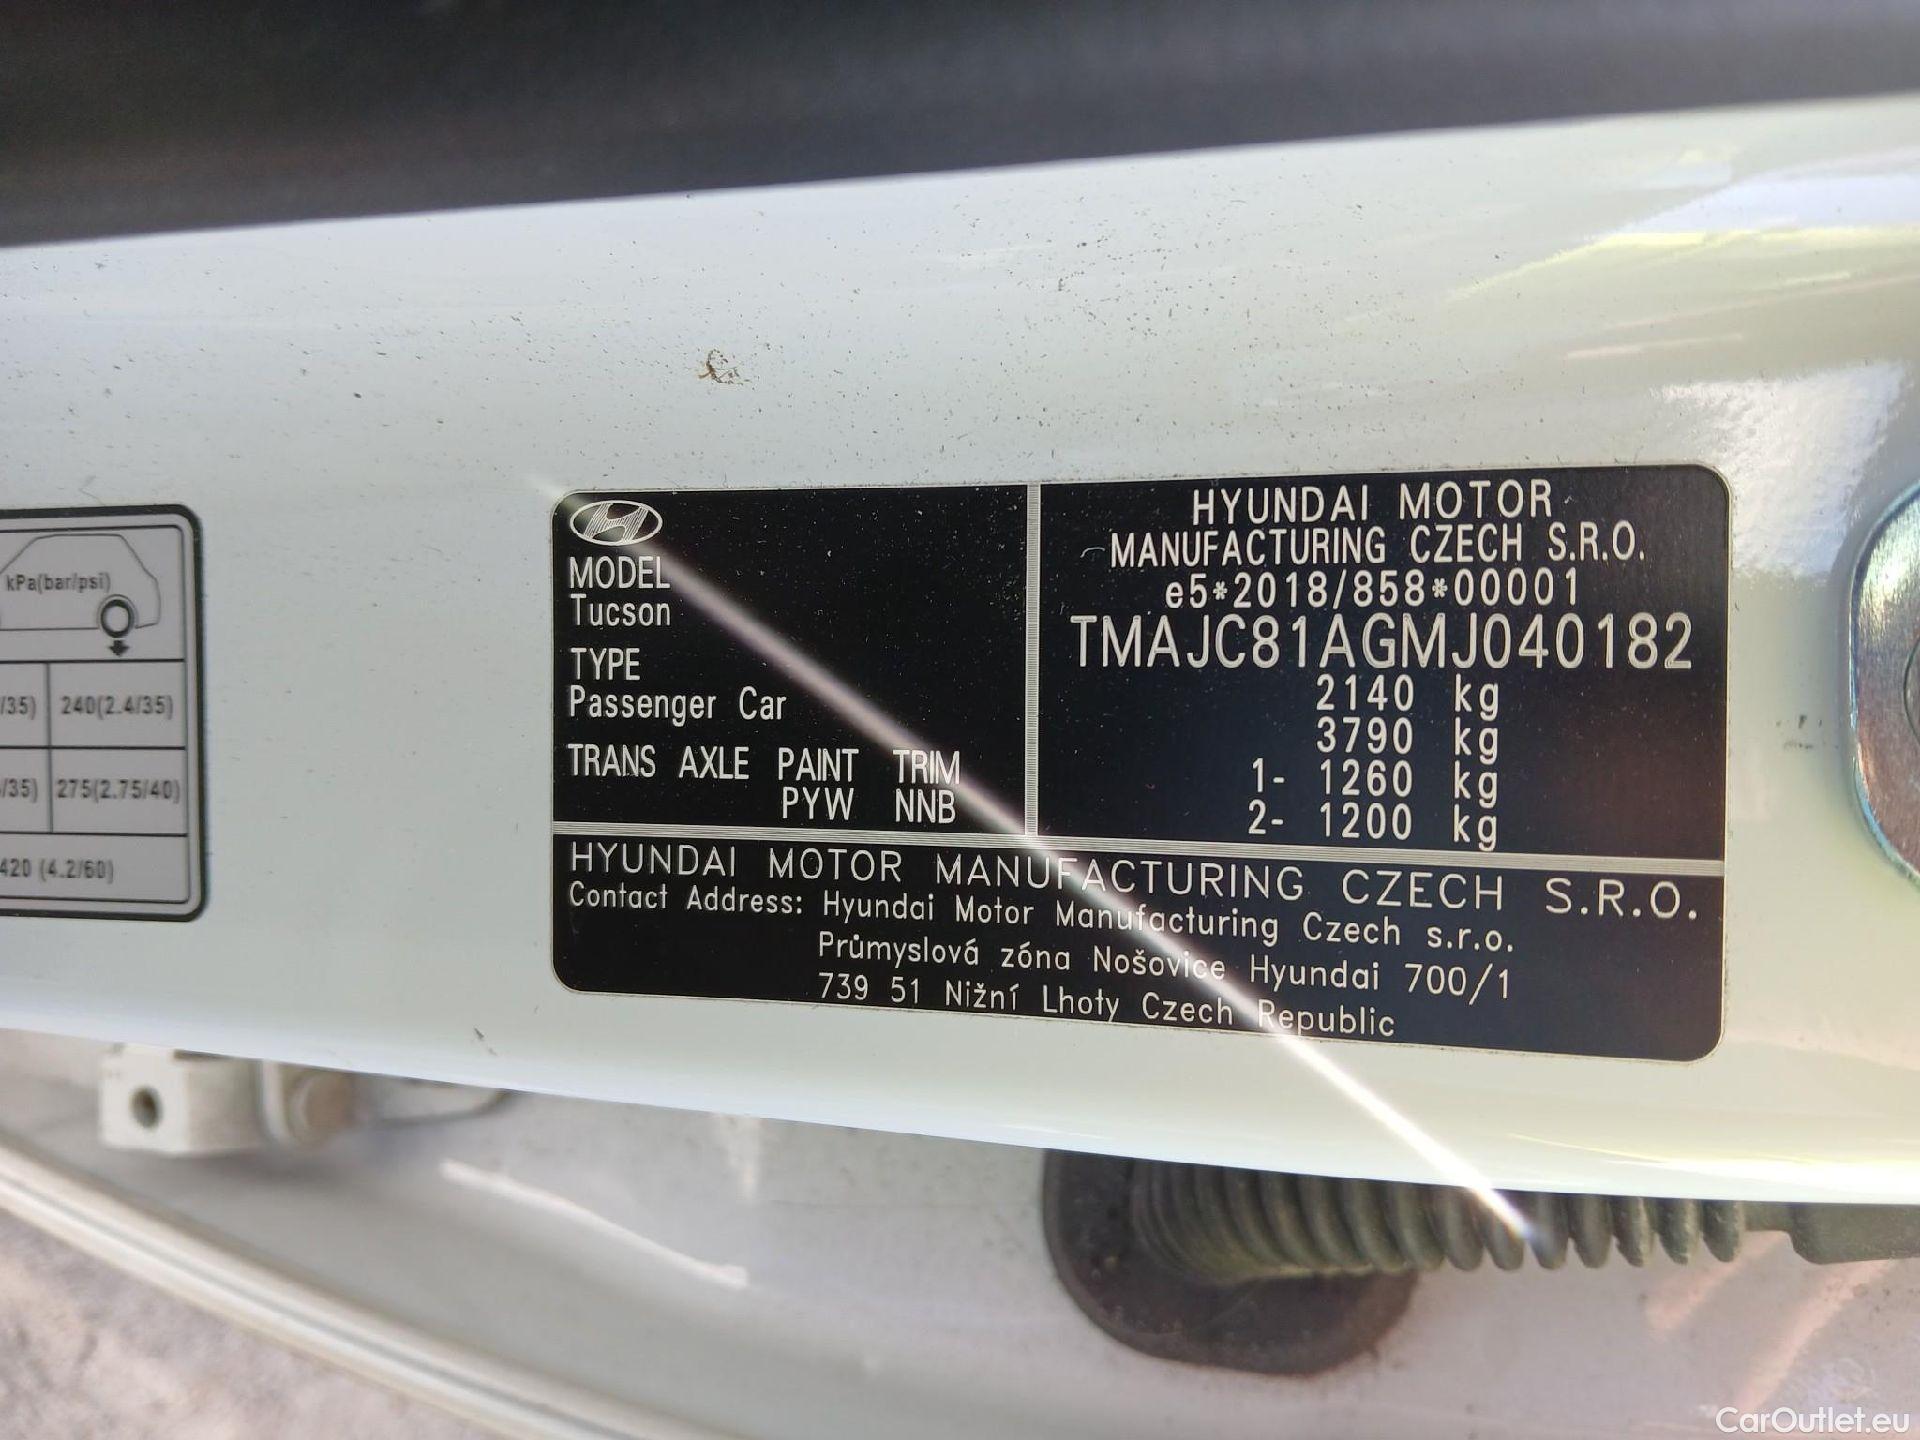 kPa(bar/psi)
/35) 240(2.4/35)
/35) 275(2.75/40)
420 (4.2/60)
MODEL
Tucson
TYPE
Passenger Car
TRANS AXLE PAINT TRIM
PYW NNB
HYUNDAI MOTOR
MANUFACTURING CZECH S.R.O.
e5*2018/858*00001
TMAJC81AGMJ040182
2140 kg
3790 kg
1- 1260 kg
2- 1200 kg
HYUNDAI MOTOR MANUFACTURING CZECH S.R.O.
Contact Address: Hyundai Motor Manufacturing Czech s.r.o.
Průmyslová zóna Nošovice Hyundai 700/1
739 51 Nižní Lhoty Czech Republic
CarOutlet.eu